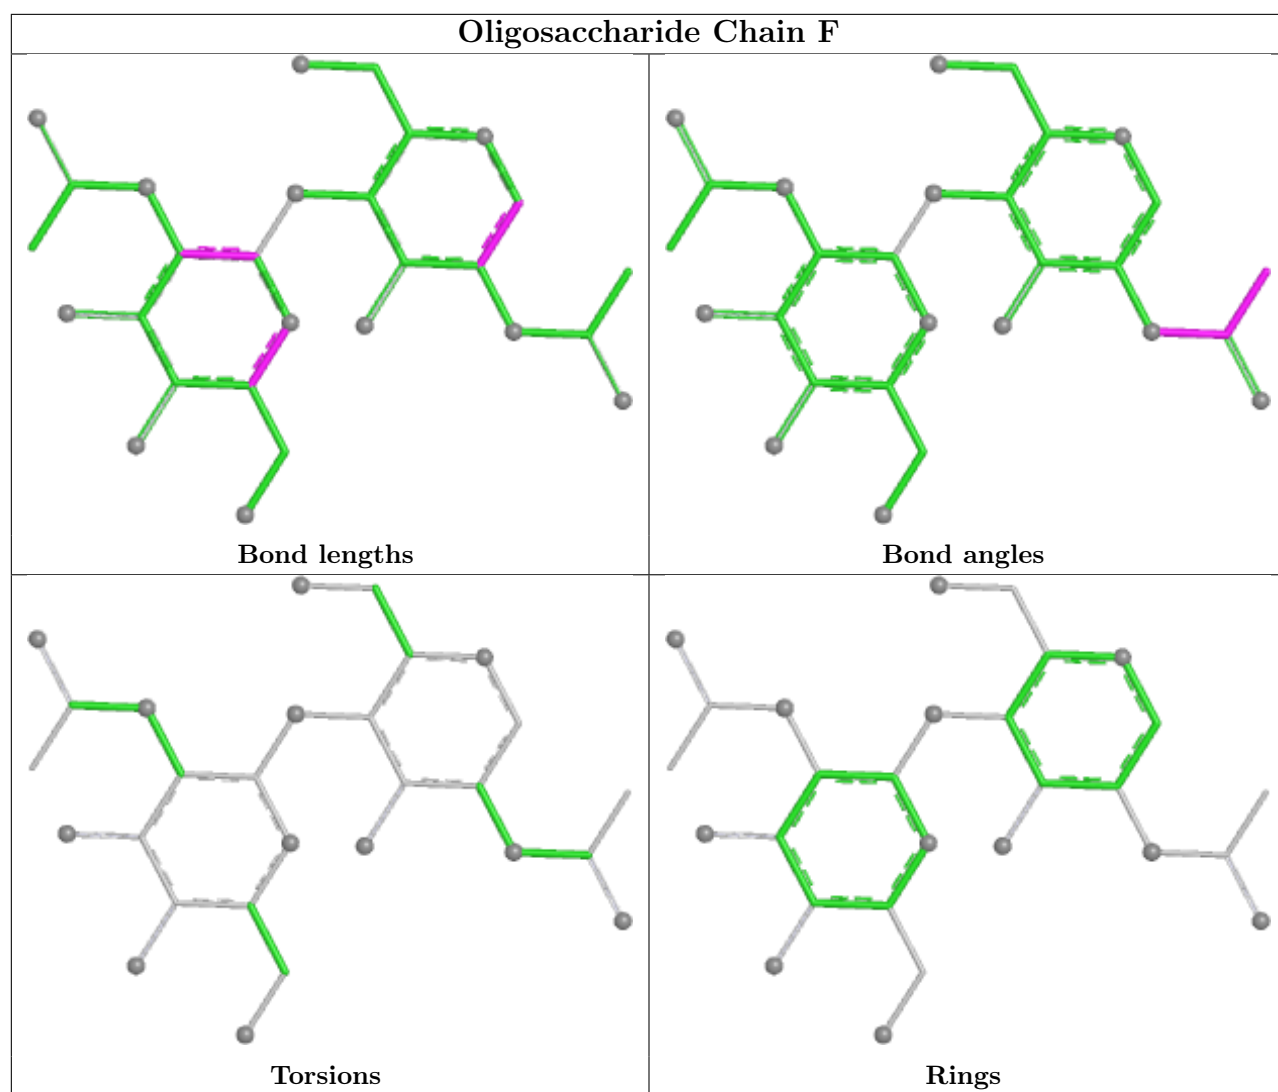 Oligosaccharide Chain F
Bond lengths
Bond angles
Torsions
Rings